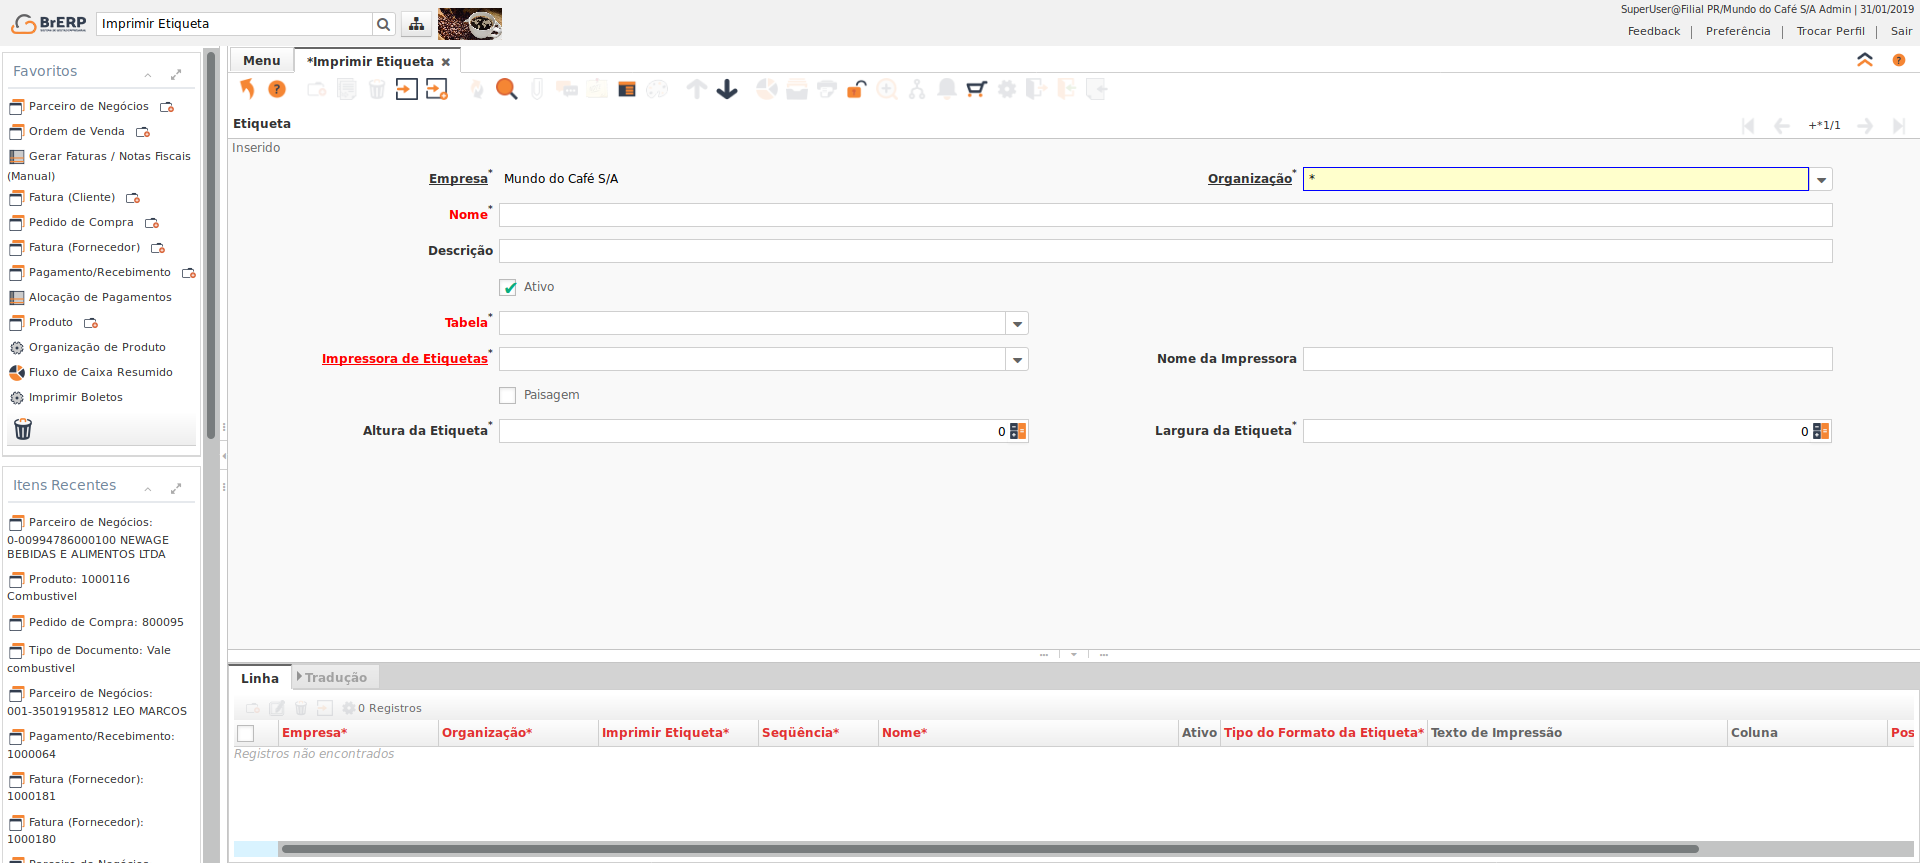 BrERP
Imprimir Etiqueta
SuperUser@Filial PR/Mundo do Café S/A Admin | 31/01/2019
Feedback | Preferência | Trocar Perfil | Sair
Favoritos
Parceiro de Negócios
Ordem de Venda
Gerar Faturas / Notas Fiscais
(Manual)
Fatura (Cliente)
Pedido de Compra
Fatura (Fornecedor)
Pagamento/Recebimento
Alocação de Pagamentos
Produto
Organização de Produto
Fluxo de Caixa Resumido
Imprimir Boletos
Itens Recentes
Parceiro de Negócios:
0-00994786000100 NEWAGE
BEBIDAS E ALIMENTOS LTDA
Produto: 1000116
Combustivel
Pedido de Compra: 800095
Tipo de Documento: Vale
combustivel
Parceiro de Negócios:
001-35019195812 LEO MARCOS
Pagamento/Recebimento:
1000064
Fatura (Fornecedor):
1000181
Fatura (Fornecedor):
1000180
Parceiro de Negócios
Menu
*Imprimir Etiqueta
Etiqueta
+*1/1
Inserido
Empresa* Mundo do Café S/A
Organização* *
Nome*
Descrição
Ativo
Tabela*
Impressora de Etiquetas*
Nome da Impressora
Paisagem
Altura da Etiqueta* 0
Largura da Etiqueta* 0
Linha
Tradução
0 Registros
Empresa* Organização* Imprimir Etiqueta* Seqüência* Nome* Ativo Tipo do Formato da Etiqueta* Texto de Impressão Coluna Pos
Registros não encontrados